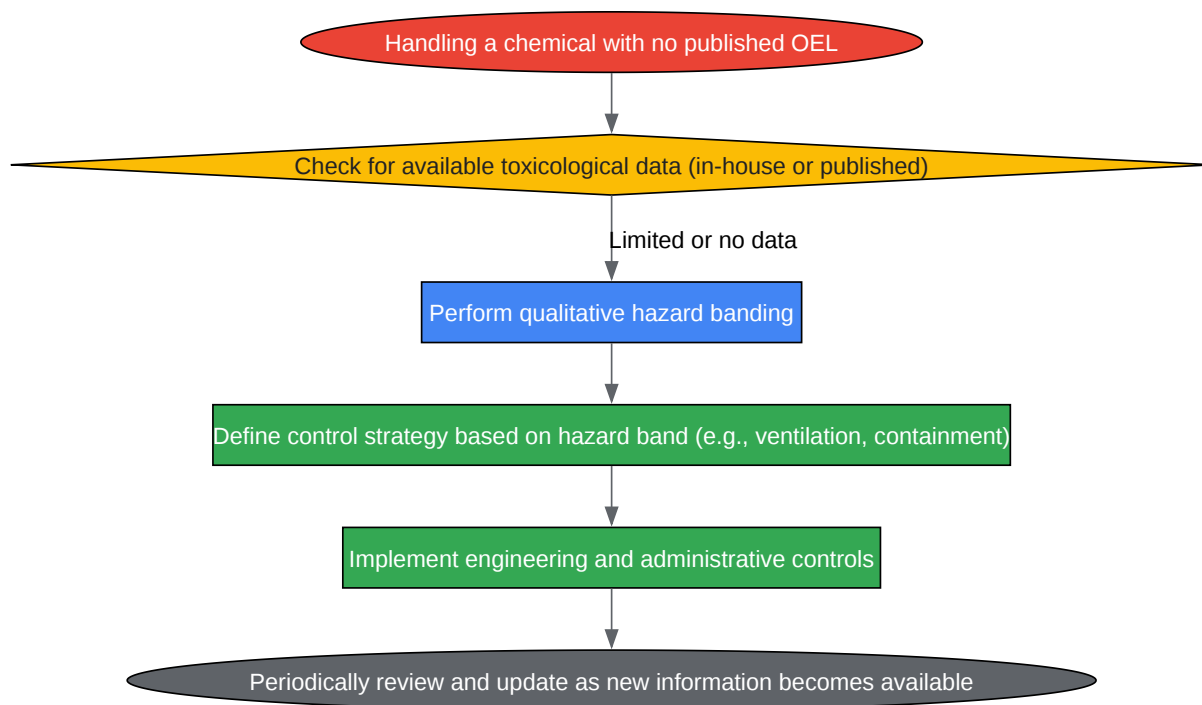 Handling a chemical with no published OEL
Check for available toxicological data (in-house or published)
Limited or no data
Perform qualitative hazard banding
Define control strategy based on hazard band (e.g., ventilation, containment)
Implement engineering and administrative controls
Periodically review and update as new information becomes available